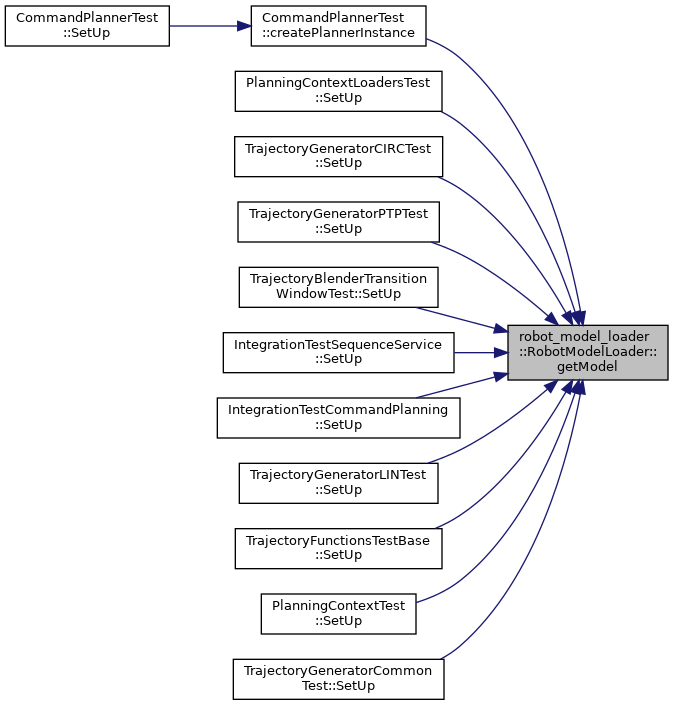 CommandPlannerTest
::SetUp
CommandPlannerTest
::createPlannerInstance
PlanningContextLoadersTest
::SetUp
TrajectoryGeneratorCIRCTest
::SetUp
TrajectoryGeneratorPTPTest
::SetUp
TrajectoryBlenderTransition
WindowTest::SetUp
IntegrationTestSequenceService
::SetUp
IntegrationTestCommandPlanning
::SetUp
TrajectoryGeneratorLINTest
::SetUp
TrajectoryFunctionsTestBase
::SetUp
PlanningContextTest
::SetUp
TrajectoryGeneratorCommon
Test::SetUp
robot_model_loader
::RobotModelLoader::
getModel